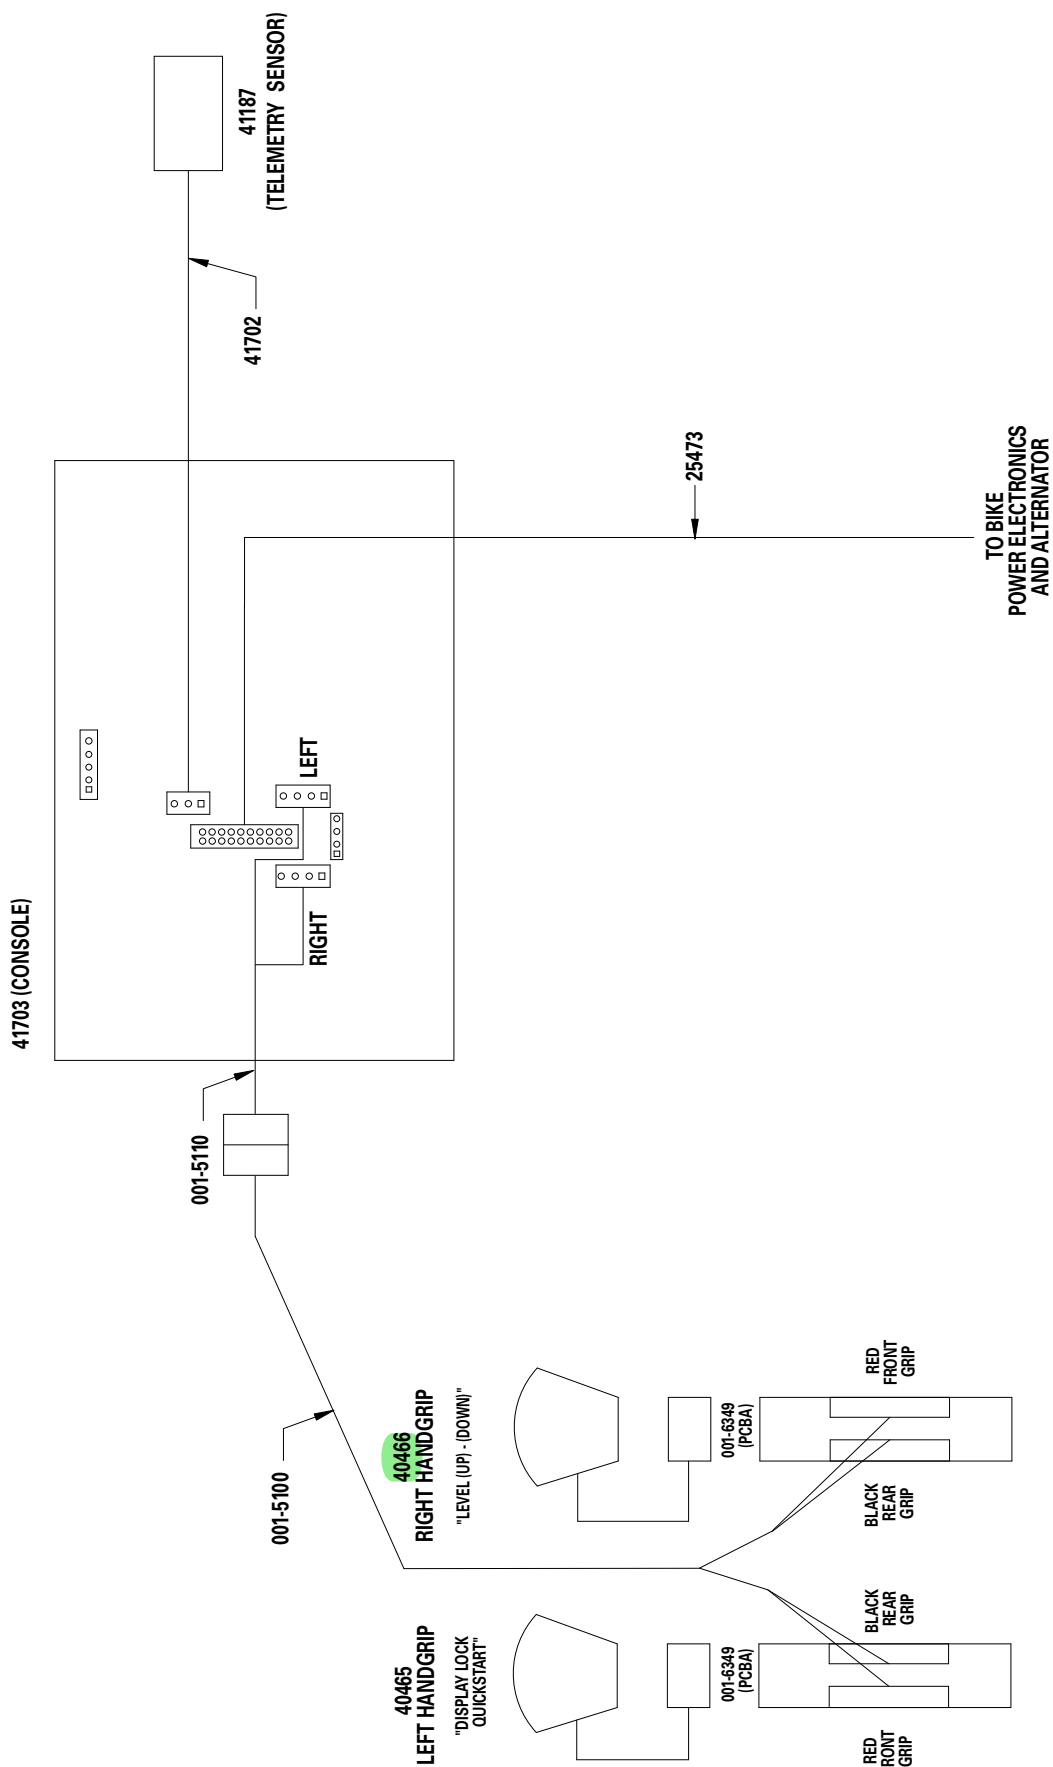 41703 (CONSOLE)
41187
(TELEMETRY SENSOR)
41702
25473
TO BIKE
POWER ELECTRONICS
AND ALTERNATOR
LEFT
RIGHT
001-5110
001-5100
40466
RIGHT HANDGRIP
"LEVEL (UP) - (DOWN)"
001-6349
(PCBA)
RED
FRONT
GRIP
BLACK
REAR
GRIP
40465
LEFT HANDGRIP
"DISPLAY LOCK
QUICKSTART"
001-6349
(PCBA)
BLACK
REAR
GRIP
RED
RONT
GRIP